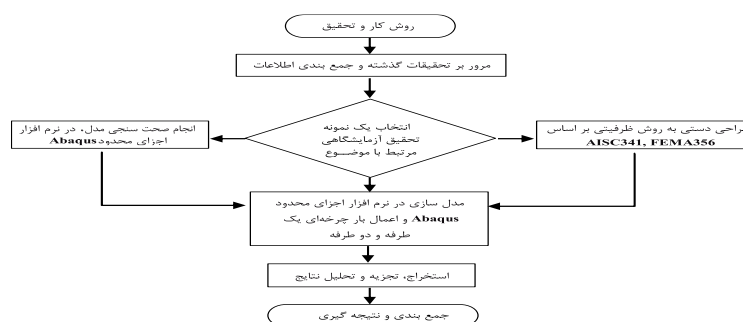 روش کار و تحقیق
مرور بر تحقیقات گذشته و جمع بندی اطلاعات
انتخاب یک نمونه
تحقیق آزمایشگاهی
مرتبط با موضوع
راحی دستی به روش ظرفیتی بر اساس
AISC341, FEMA356
انجام صحت سنجی مدل، در نرم افزار
اجزای محدود Abaqus
مدل سازی در نرم افزار اجزای محدود
Abaqus و اعمال بار چرخه‌ای یک
طرفه و دو طرفه
استخراج، تجزیه و تحلیل نتایج
جمع بندی و نتیجه گیری